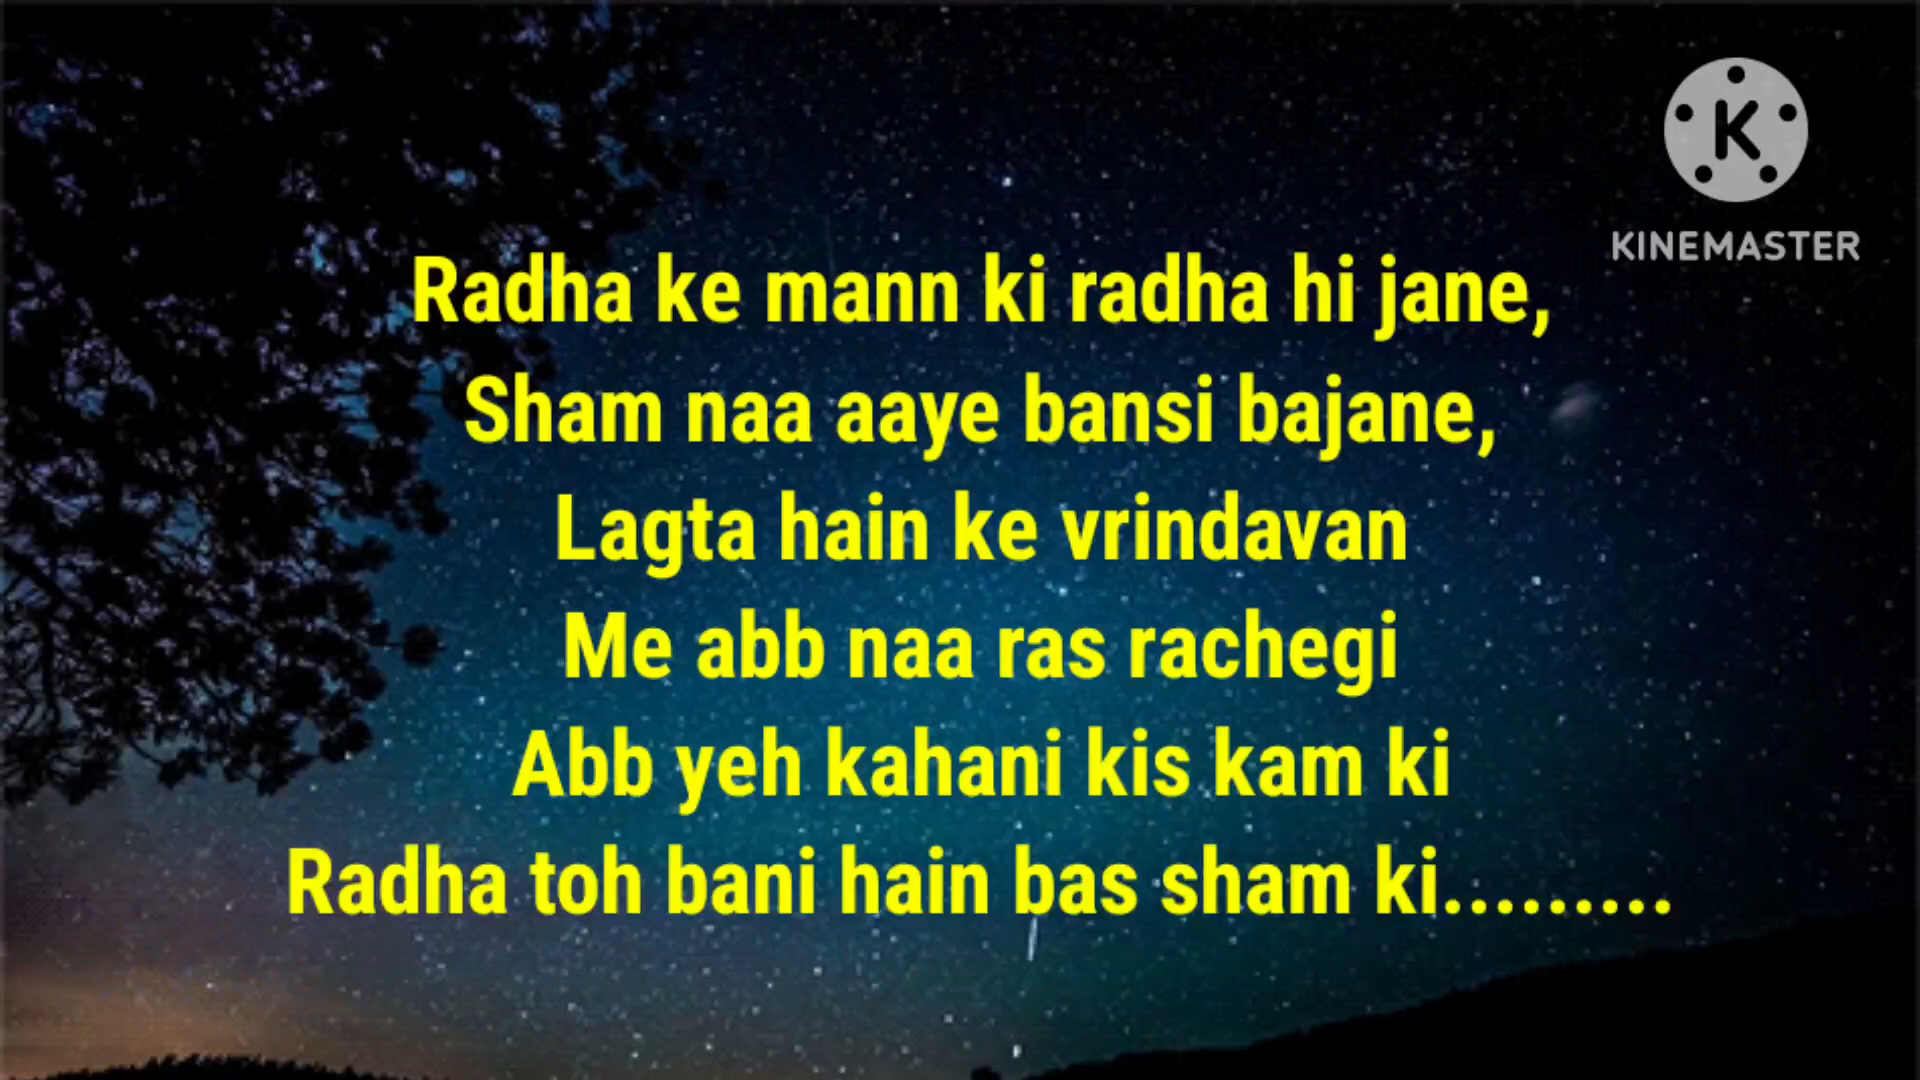 KINEMASTER
Radha ke mann ki radha hi jane,
Sham naa aaye bansi bajane,
Lagta hain ke vrindavan
Me abb naa ras rachegi
Abb yeh kahani kis kam ki
Radha toh bani hain bas sham ki.........